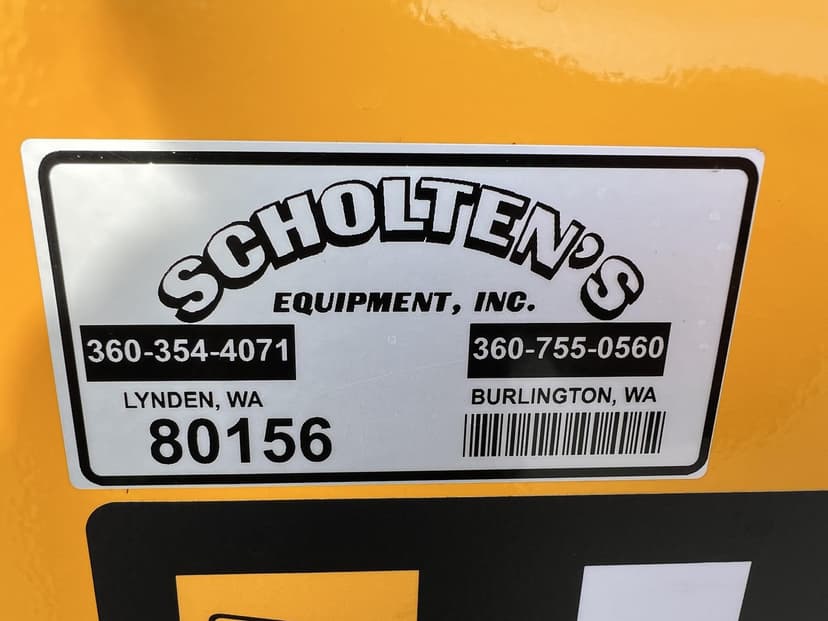 SCHOLTEN'S
EQUIPMENT, INC.
360-354-4071
LYNDEN, WA
80156
360-755-0560
BURLINGTON, WA